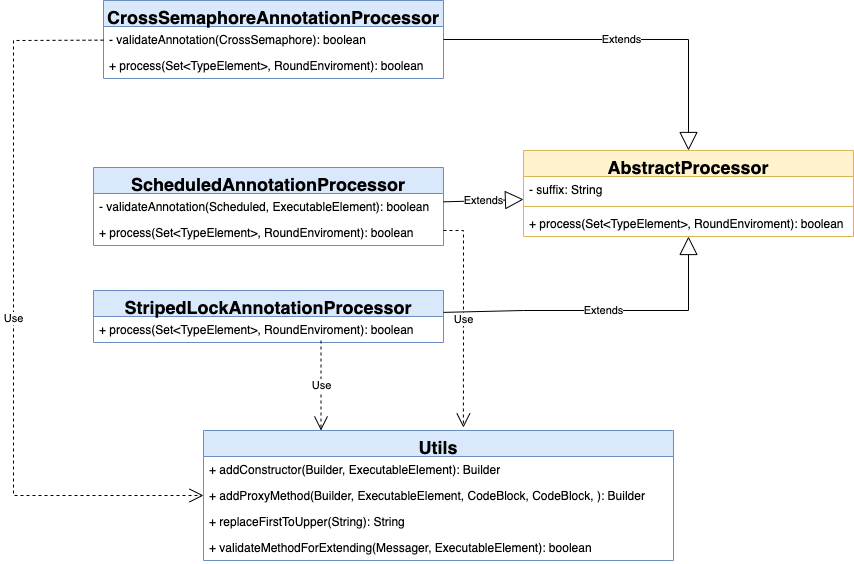 CrossSemaphoreAnnotationProcessor
- validateAnnotation(CrossSemaphore): boolean
+ process(Set<TypeElement>, RoundEnviroment): boolean
Extends
AbstractProcessor
- suffix: String
+ process(Set<TypeElement>, RoundEnviroment): boolean
ScheduledAnnotationProcessor
- validateAnnotation(Scheduled, ExecutableElement): boolean
+ process(Set<TypeElement>, RoundEnviroment): boolean
Extends
StripedLockAnnotationProcessor
+ process(Set<TypeElement>, RoundEnviroment): boolean
Extends
Use
Use
Use
Utils
+ addConstructor(Builder, ExecutableElement): Builder
+ addProxyMethod(Builder, ExecutableElement, CodeBlock, CodeBlock, ): Builder
+ replaceFirstToUpper(String): String
+ validateMethodForExtending(Messager, ExecutableElement): boolean